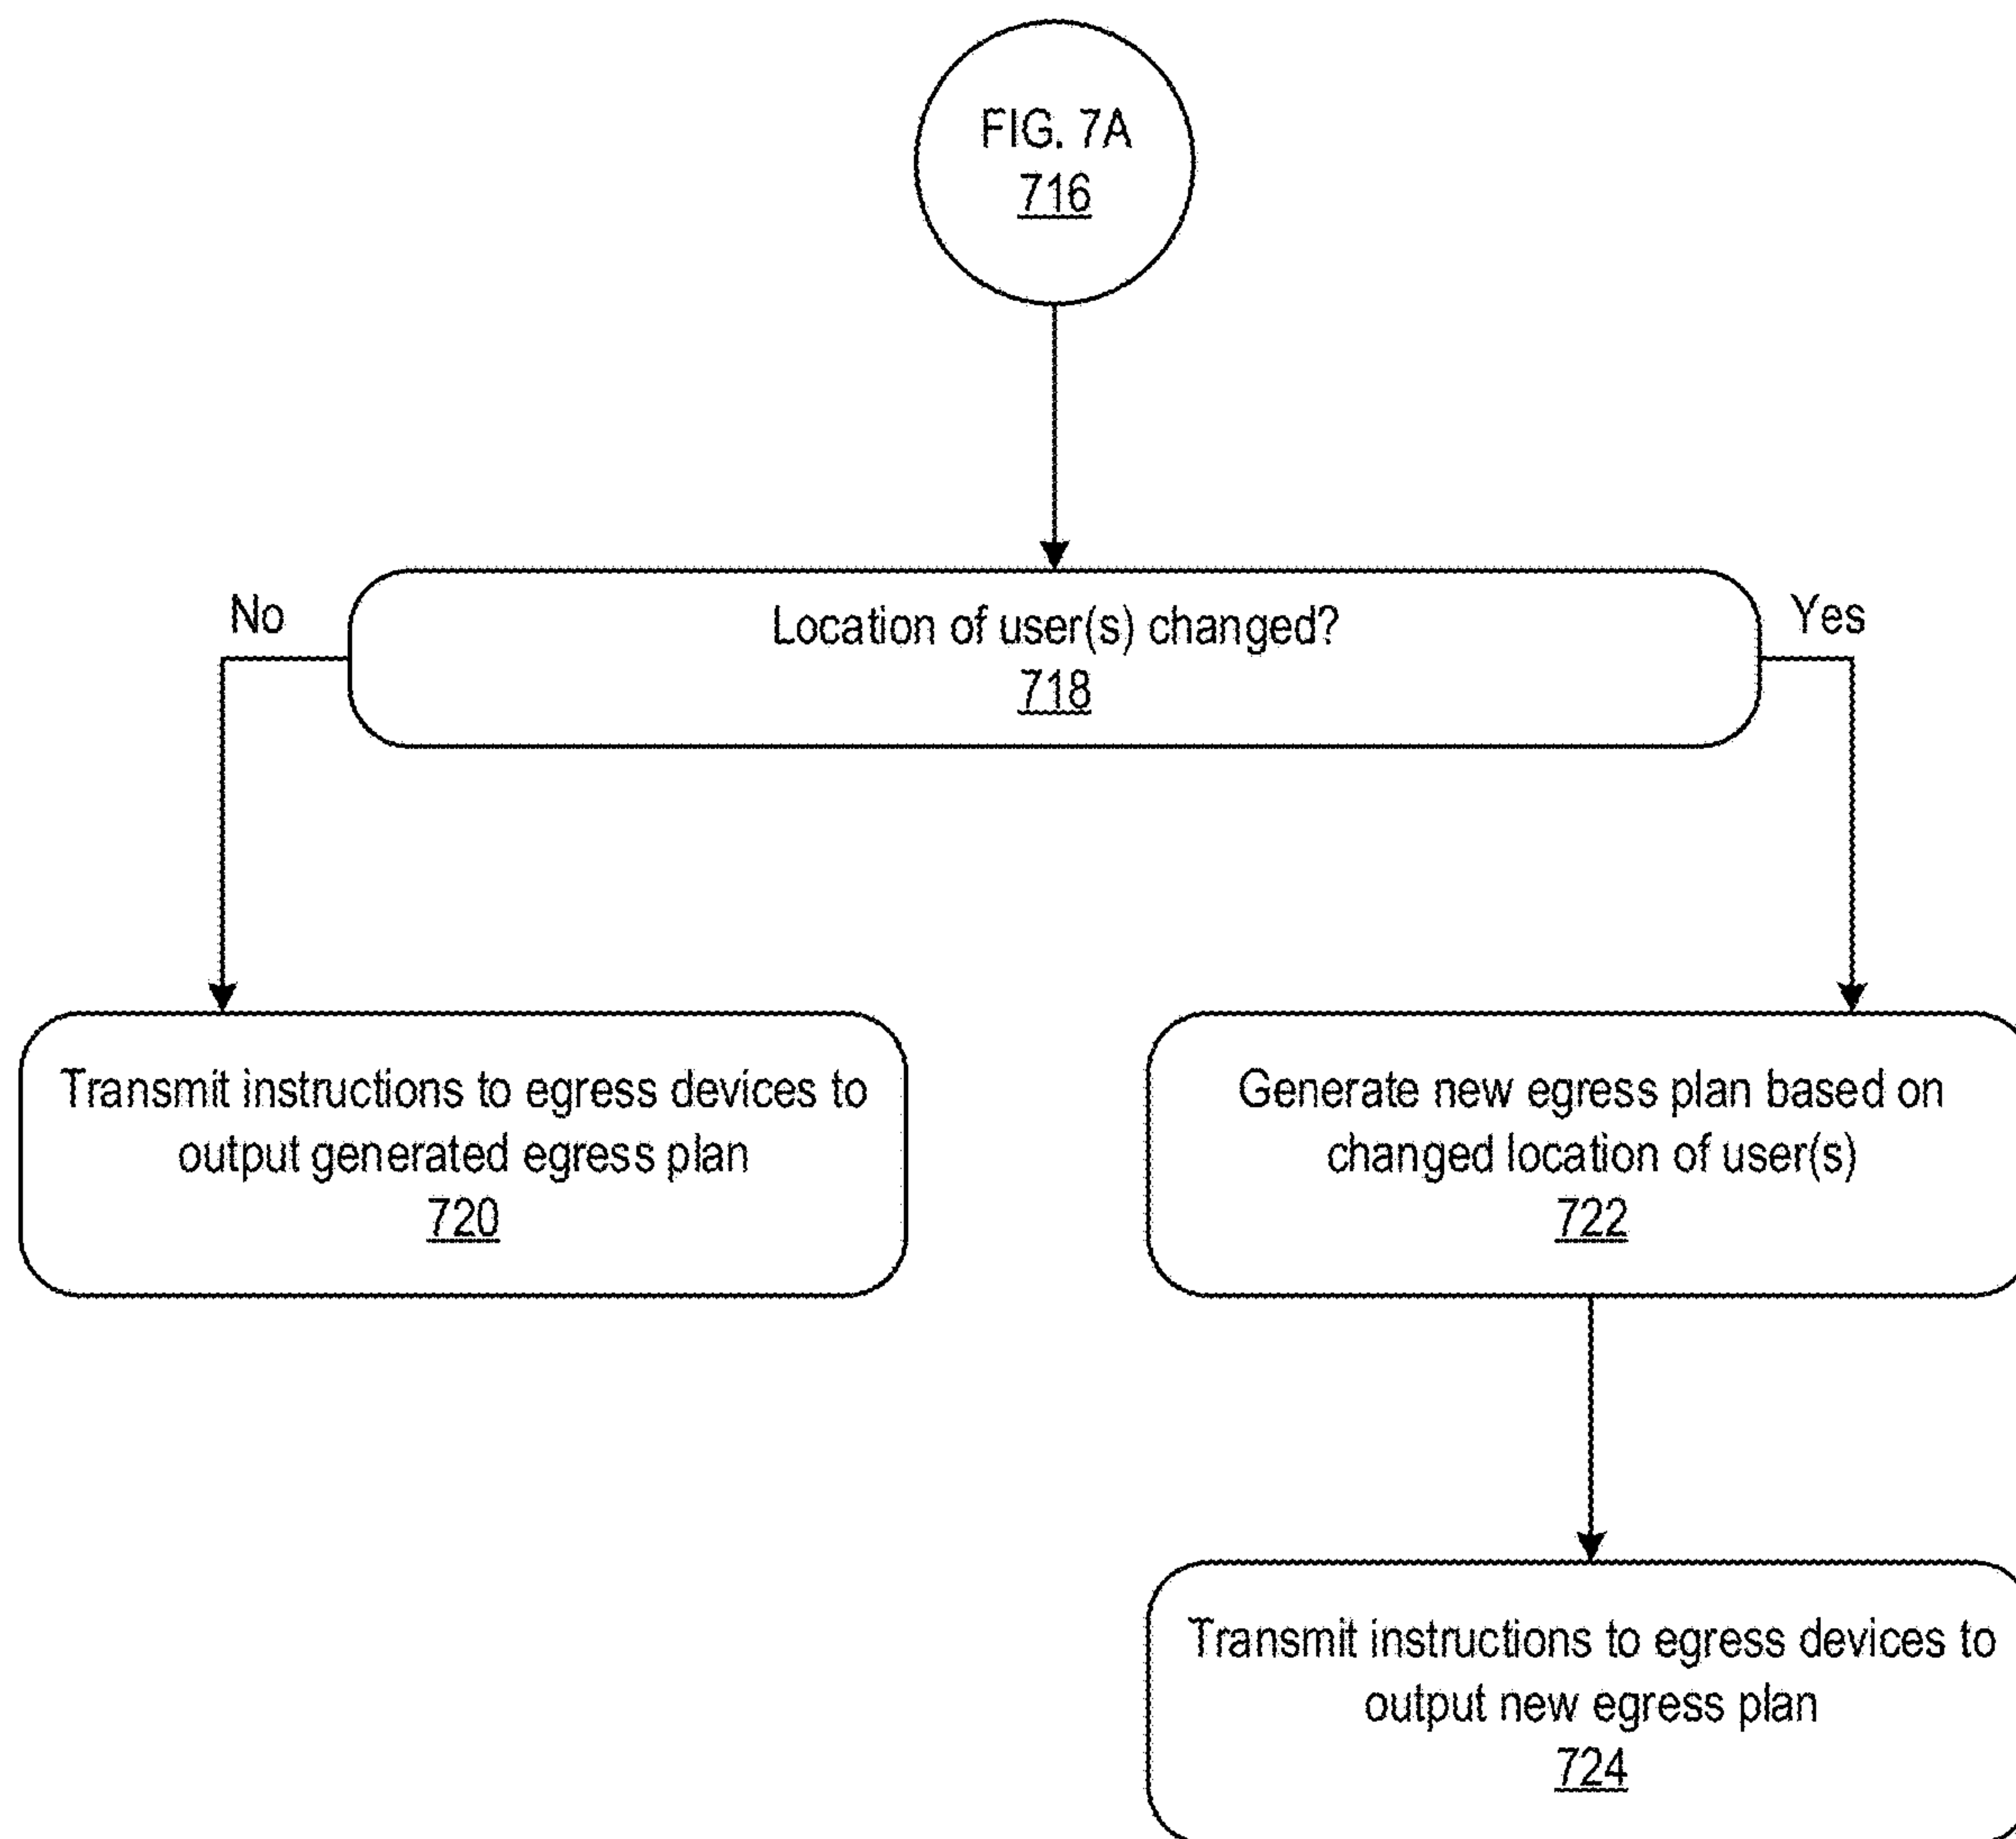 FIG. 7A
716
Location of user(s) changed?
718
No
Yes
Transmit instructions to egress devices to
output generated egress plan
720
Generate new egress plan based on
changed location of user(s)
722
Transmit instructions to egress devices to
output new egress plan
724